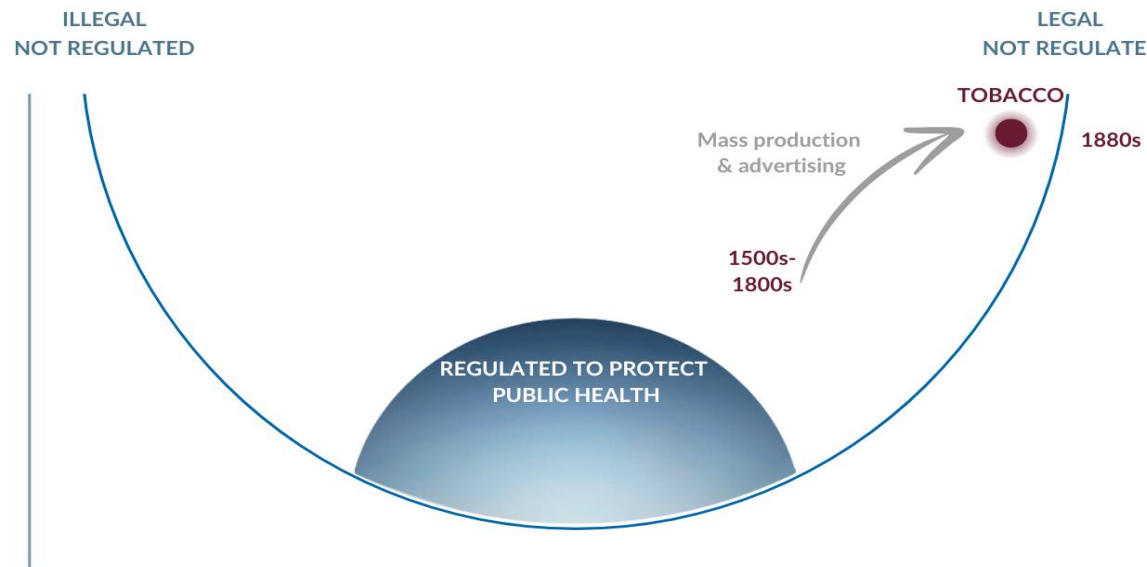 ILLEGAL
NOT REGULATED
LEGAL
NOT REGULATE
TOBACCO
Mass production
& advertising
1880s
1500s-
1800s
REGULATED TO PROTECT
PUBLIC HEALTH